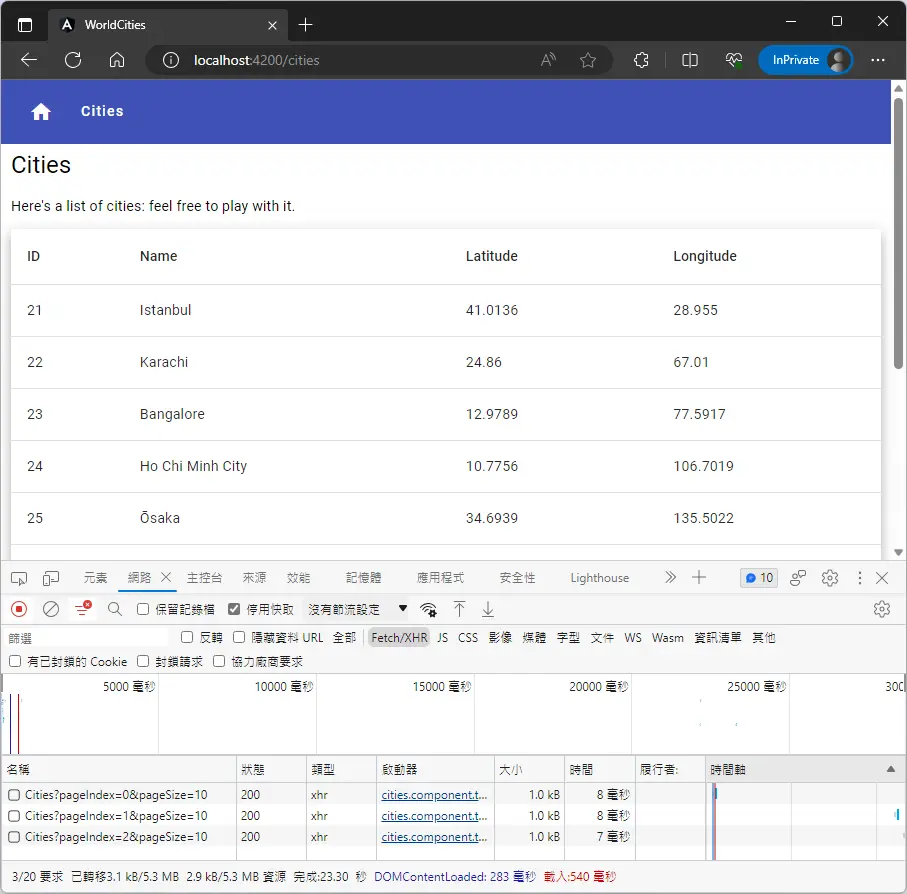 WorldCities
localhost:4200/cities
InPrivate
Cities
Cities
Here's a list of cities: feel free to play with it.
ID Name Latitude Longitude
21 Istanbul 41.0136 28.955
22 Karachi 24.86 67.01
23 Bangalore 12.9789 77.5917
24 Ho Chi Minh City 10.7756 106.7019
25 Ōsaka 34.6939 135.5022
元素 網路 主控台 來源 效能 記憶體 應用程式 安全性 Lighthouse 10
保留記錄檔 停用快取 沒有節流設定
篩選 反轉 隱藏資料 URL 全部 Fetch/XHR JS CSS 影像 媒體 字型 文件 WS Wasm 資訊清單 其他
有已封鎖的 Cookie 封鎖請求 協力廠商要求
5000 毫秒 10000 毫秒 15000 毫秒 20000 毫秒 25000 毫秒 300
名稱 狀態 類型 啟動器 大小 時間 履行者: 時間軸
Cities?pageIndex=0&pageSize=10 200 xhr cities.component.t... 1.0 kB 8 毫秒
Cities?pageIndex=1&pageSize=10 200 xhr cities.component.t... 1.0 kB 8 毫秒
Cities?pageIndex=2&pageSize=10 200 xhr cities.component.t... 1.0 kB 7 毫秒
3/20 要求 已轉移3.1 kB/5.3 MB 2.9 kB/5.3 MB 資源 完成:23.30 秒 DOMContentLoaded: 283 毫秒 載入:540 毫秒